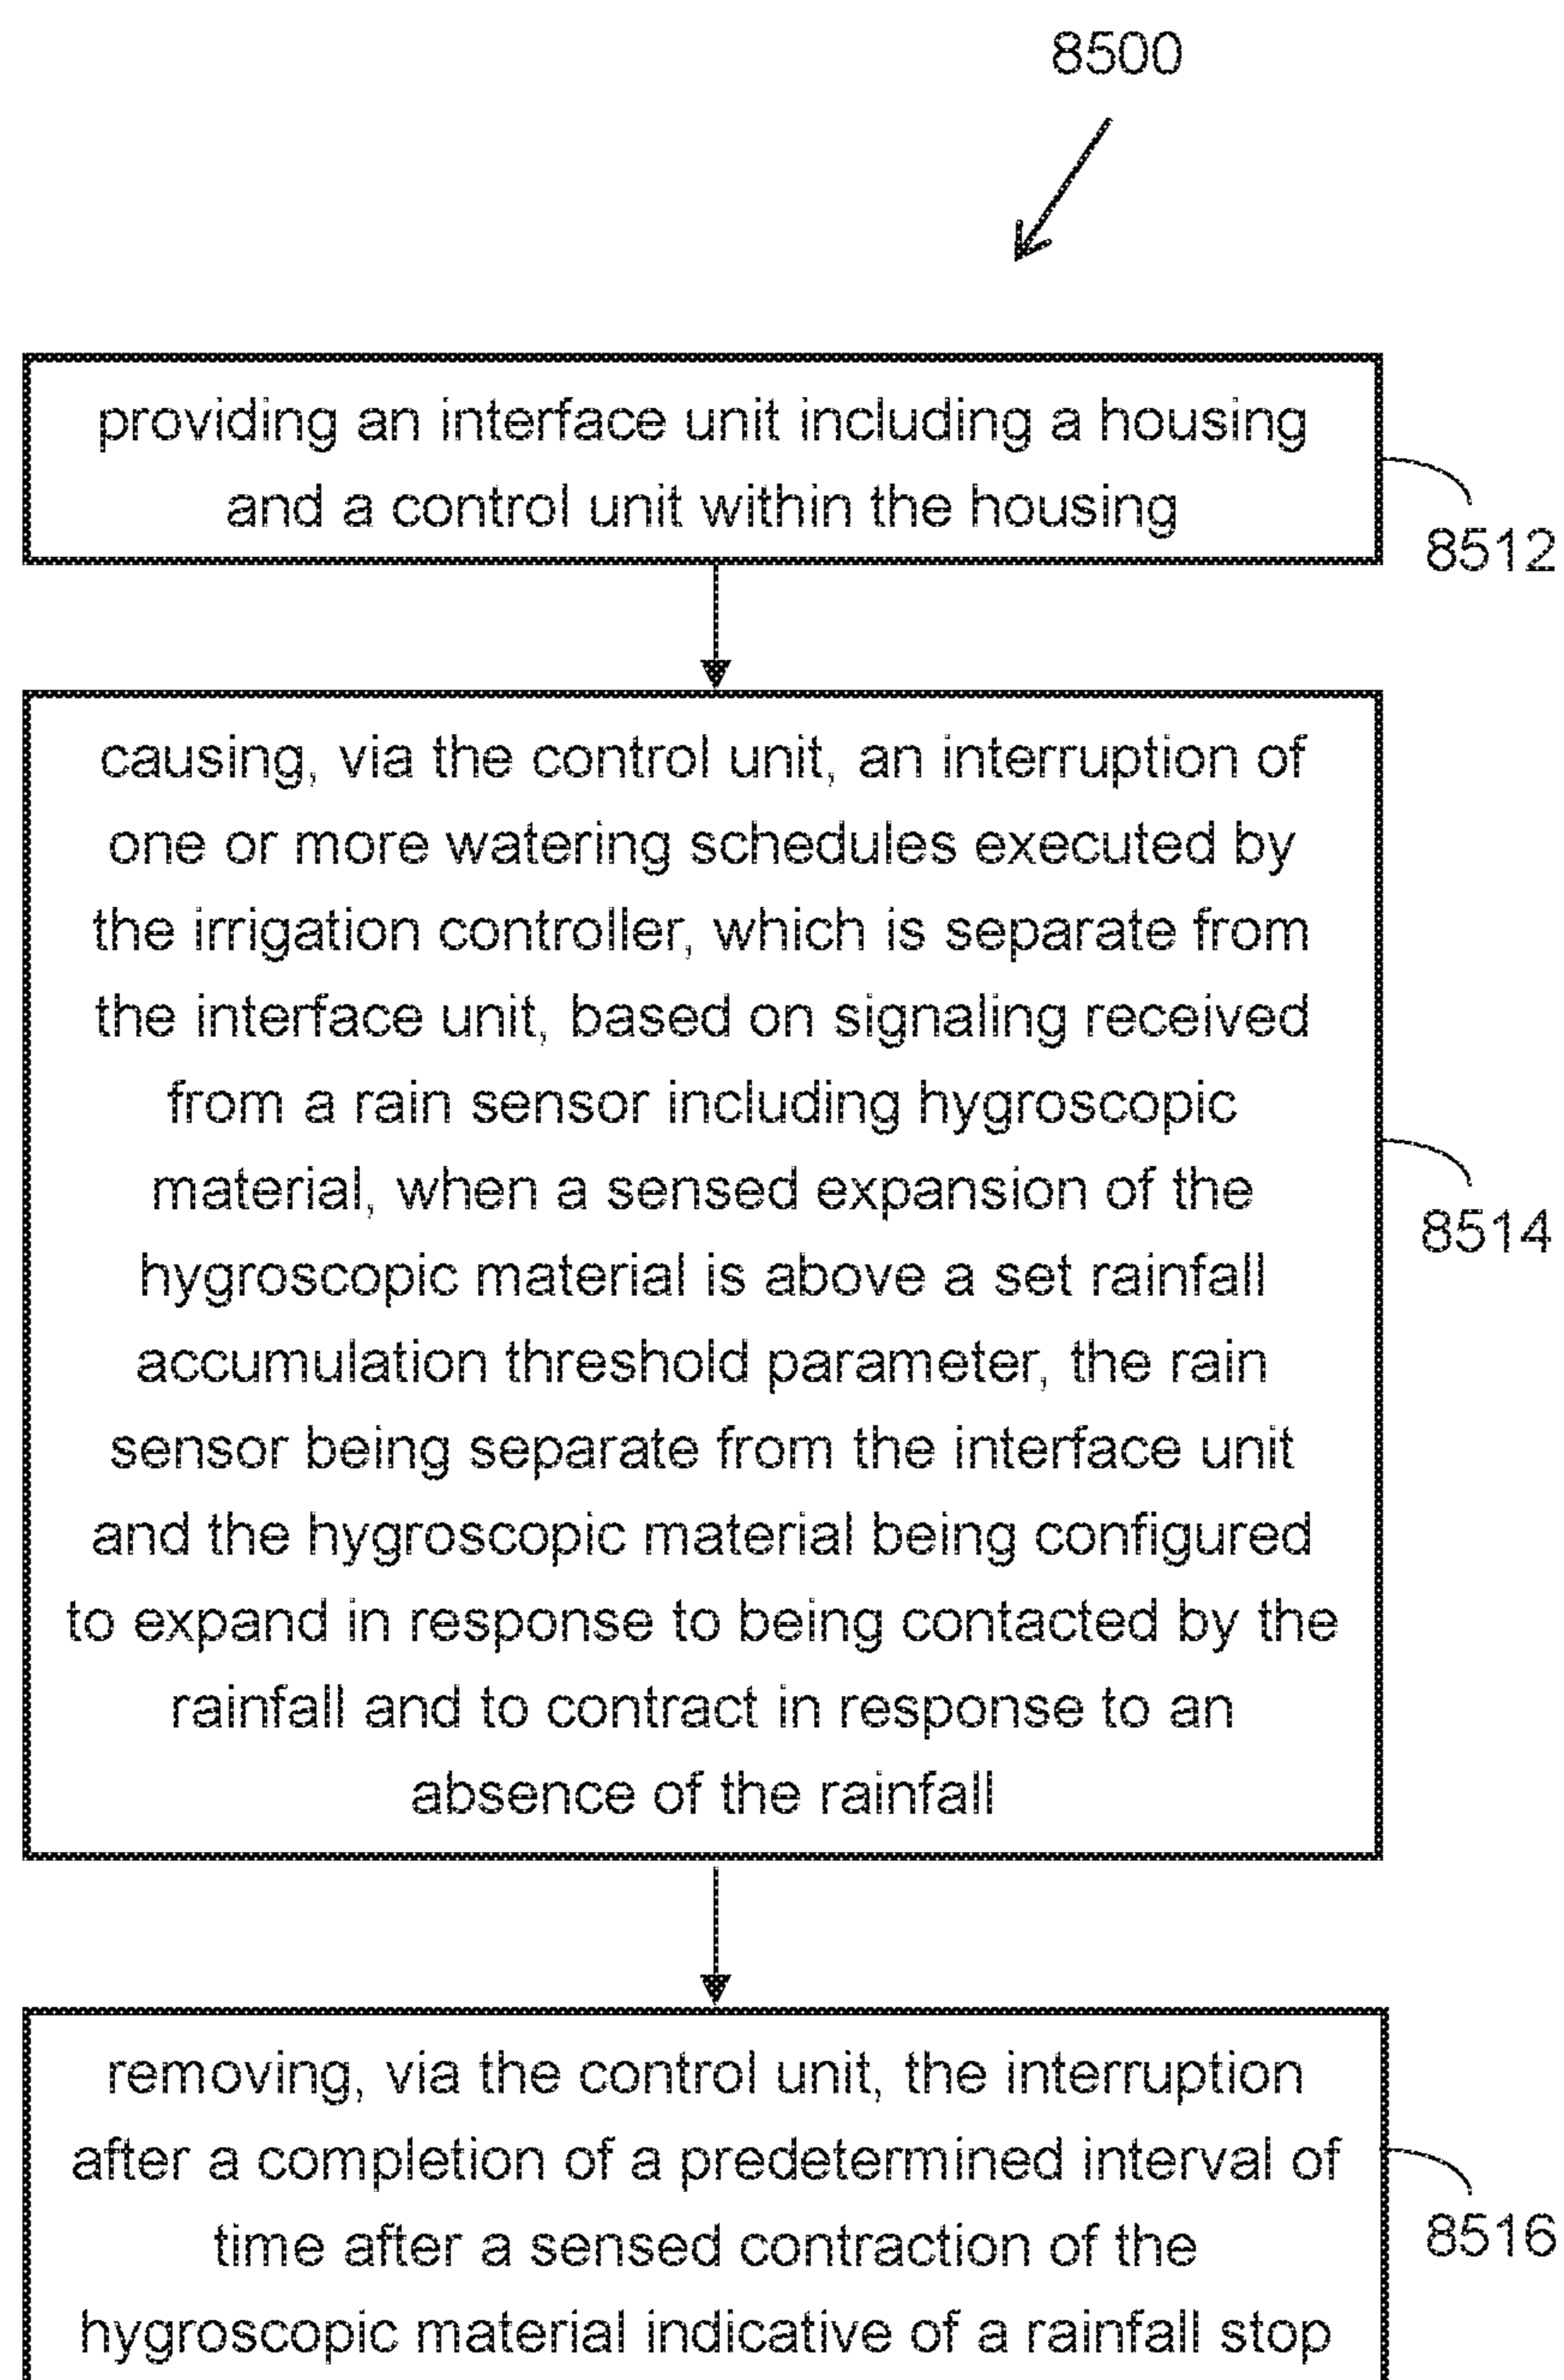 8500
providing an interface unit including a housing
and a control unit within the housing
8512
causing, via the control unit, an interruption of
one or more watering schedules executed by
the irrigation controller, which is separate from
the interface unit, based on signaling received
from a rain sensor including hygroscopic
material, when a sensed expansion of the
hygroscopic material is above a set rainfall
accumulation threshold parameter, the rain
sensor being separate from the interface unit
and the hygroscopic material being configured
to expand in response to being contacted by the
rainfall and to contract in response to an
absence of the rainfall
8514
removing, via the control unit, the interruption
after a completion of a predetermined interval of
time after a sensed contraction of the
hygroscopic material indicative of a rainfall stop
8516